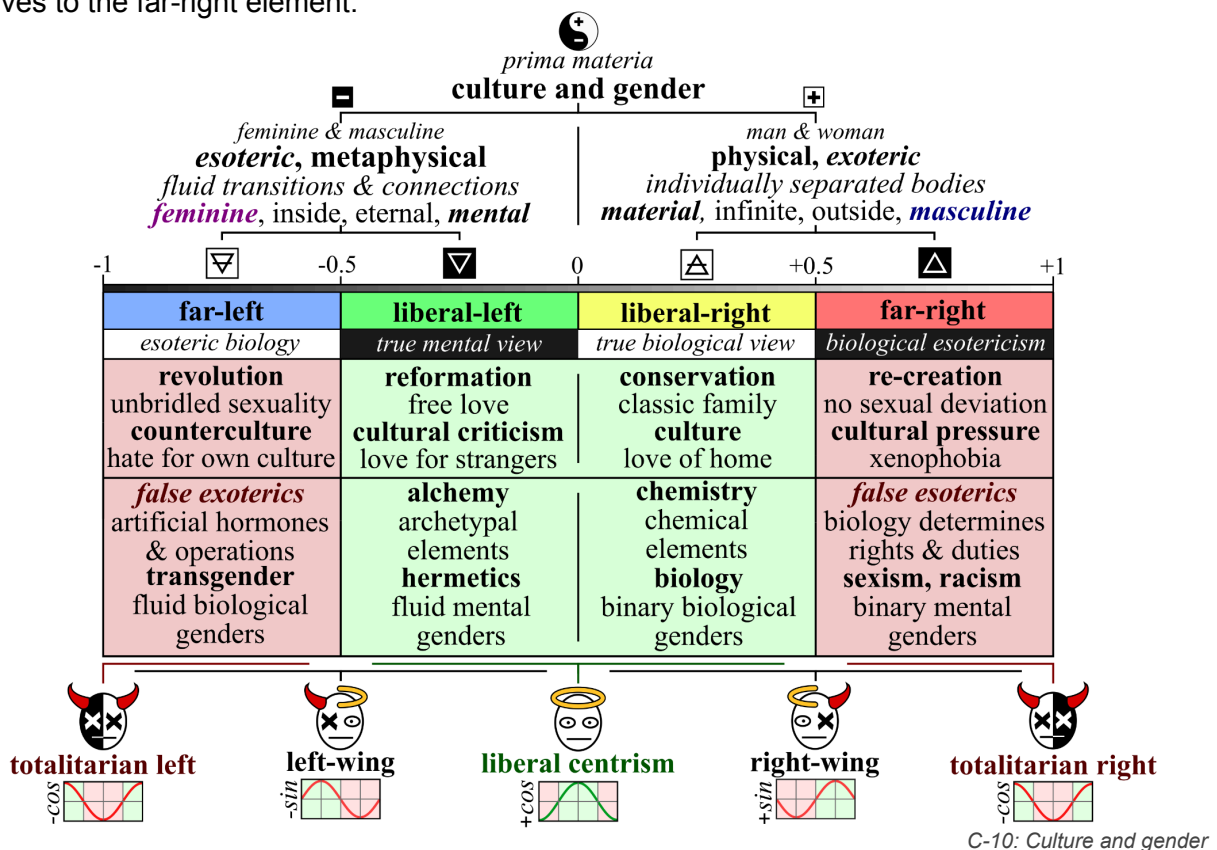 ves to the far-right element.
prima materia
culture and gender
feminine & masculine
esoteric, metaphysical
fluid transitions & connections
feminine, inside, eternal, mental
man & woman
physical, exoteric
individually separated bodies
material, infinite, outside, masculine
-1 -0.5 0 +0.5 +1
far-left
esoteric biology
revolution
unbridled sexuality
counterculture
hate for own culture
false exoterics
artificial hormones
& operations
transgender
fluid biological
genders
liberal-left
true mental view
reformation
free love
cultural criticism
love for strangers
alchemy
archetypal
elements
hermetics
fluid mental
genders
liberal-right
true biological view
conservation
classic family
culture
love of home
chemistry
chemical
elements
biology
binary biological
genders
far-right
biological esotericism
re-creation
no sexual deviation
cultural pressure
xenophobia
false esoterics
biology determines
rights & duties
sexism, racism
binary mental
genders
totalitarian left
-cos
left-wing
-sin
liberal centrism
+cos
right-wing
+sin
totalitarian right
-cos
C-10: Culture and gender